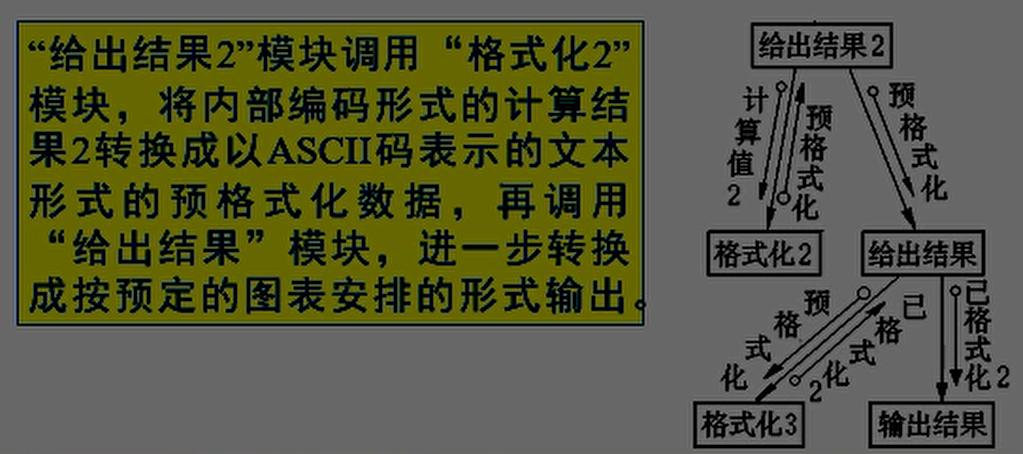 “给出结果2”模块调用“格式化2”
模块，将内部编码形式的计算结
果2转换成以ASCII码表示的文本
形式的预格式化数据，再调用
“给出结果”模块，进一步转换
成按预定的图表安排的形式输出。
给出结果2
计算值2
预格式化
预格式化
格式化2
给出结果
预格式化
已格式化2
已格式化2
格式化3
输出结果